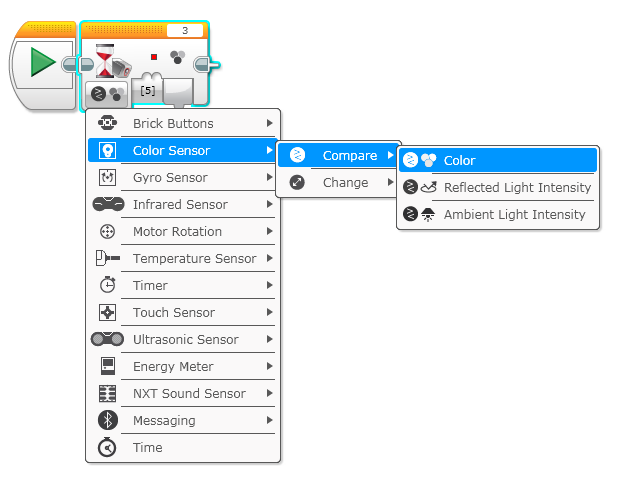 3
[5]
Brick Buttons
Color Sensor
Compare
Color
Gyro Sensor
Change
Reflected Light Intensity
Infrared Sensor
Ambient Light Intensity
Motor Rotation
Temperature Sensor
Timer
Touch Sensor
Ultrasonic Sensor
Energy Meter
NXT Sound Sensor
Messaging
Time